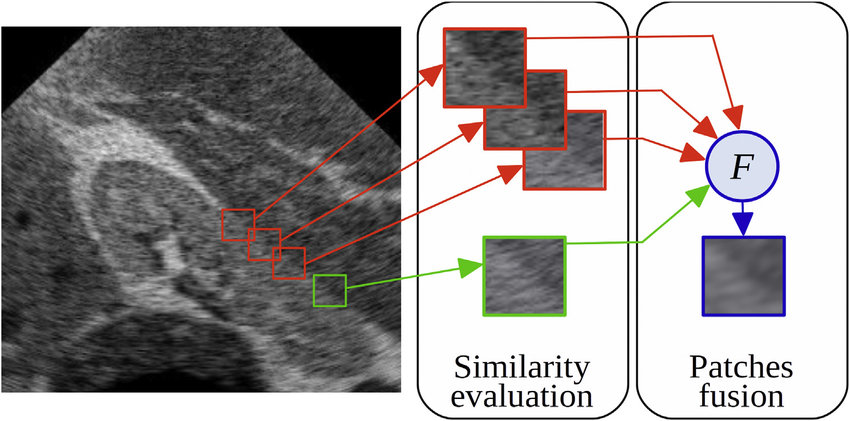 F
Similarity
evaluation
Patches
fusion